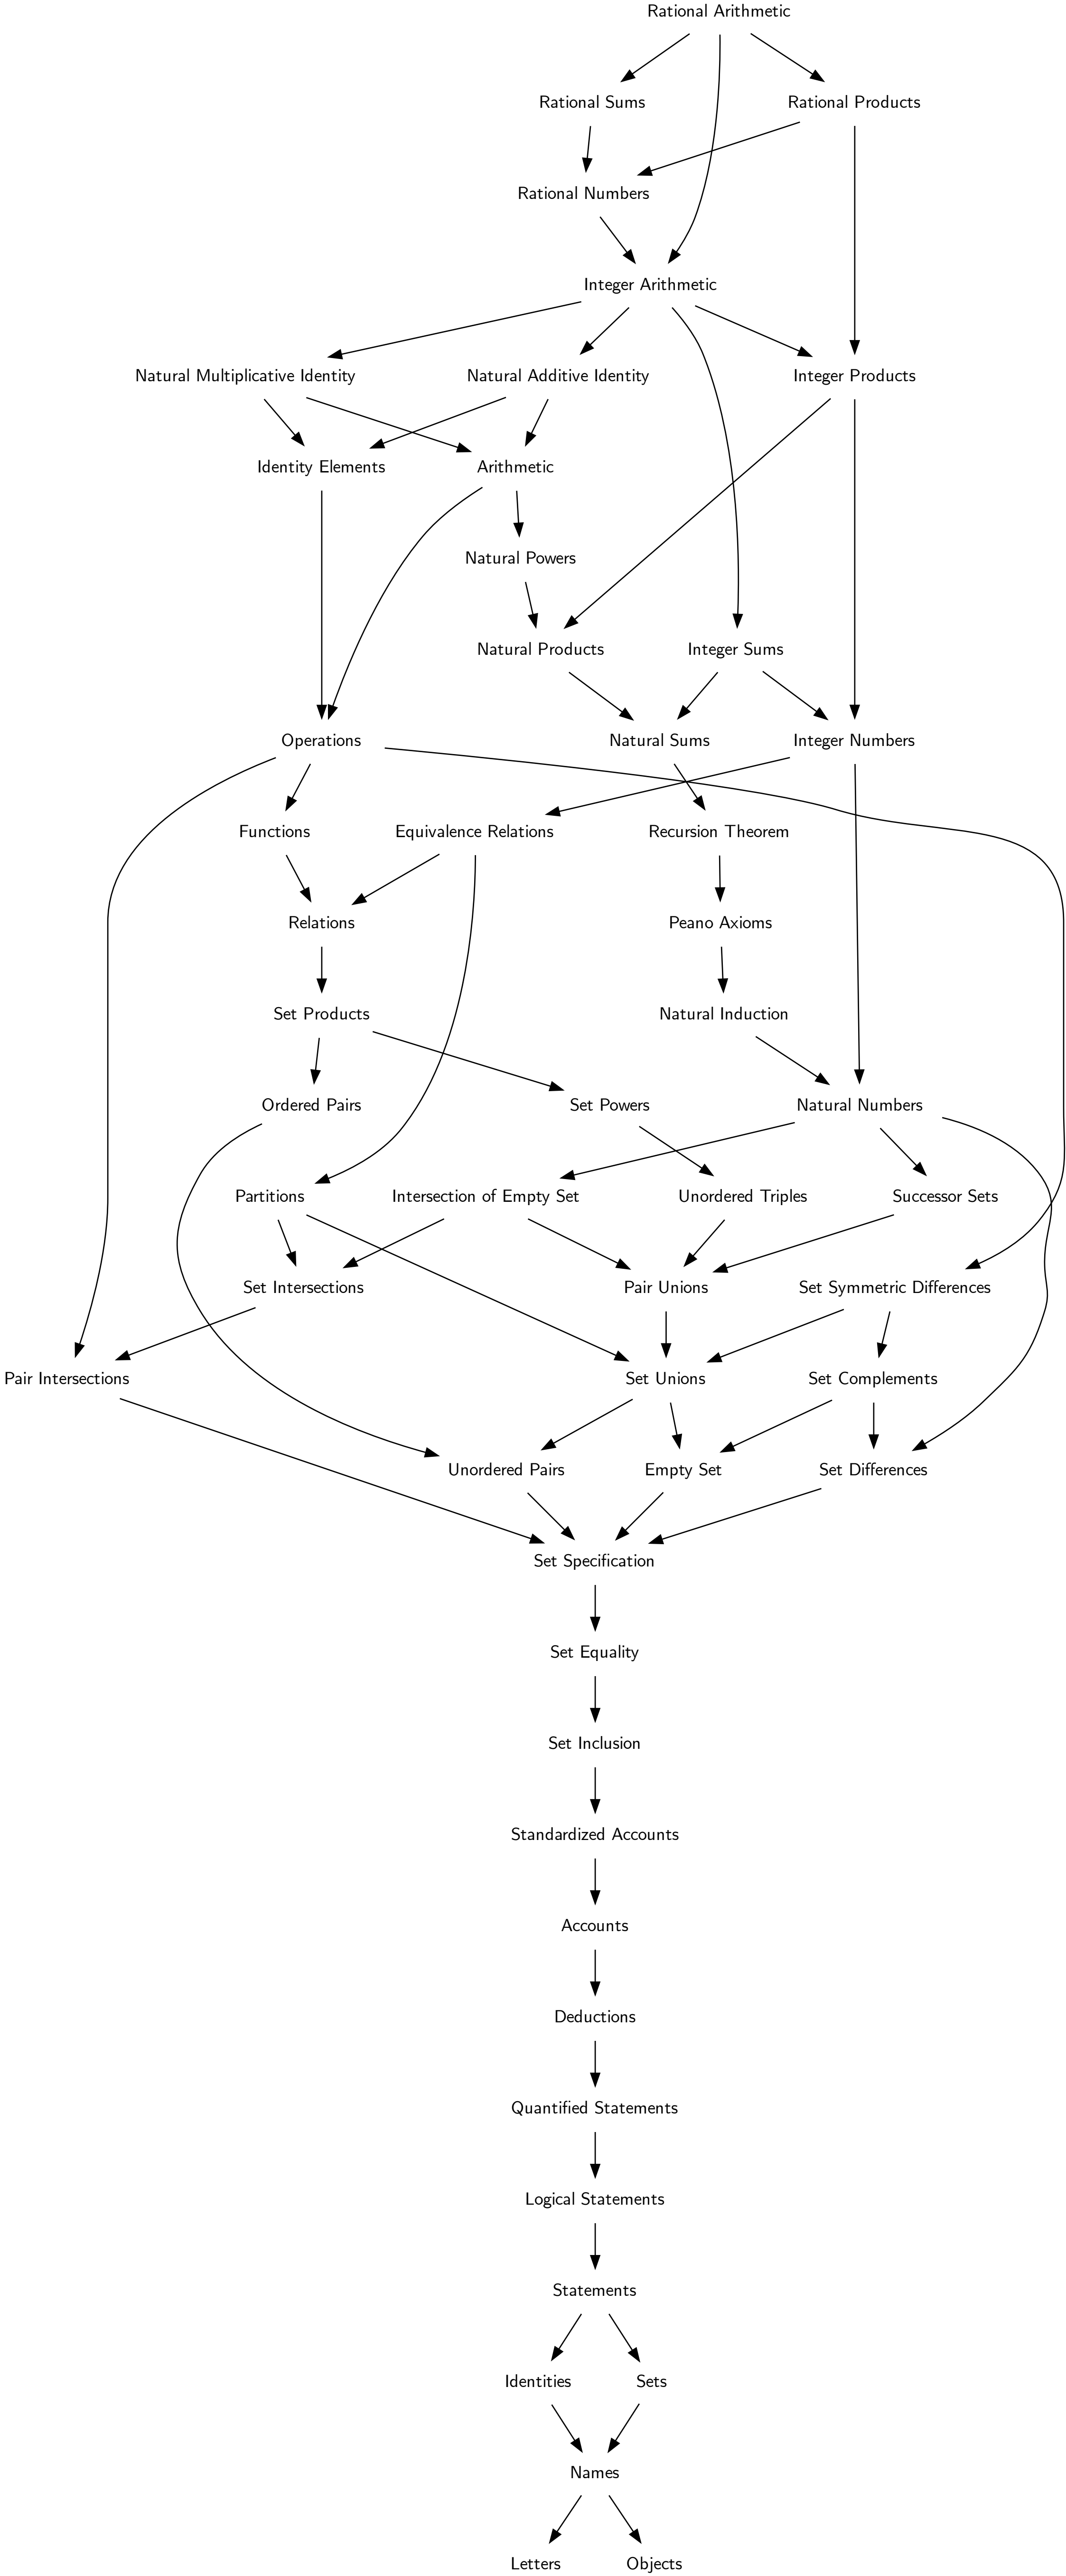 Rational Arithmetic
Rational Sums
Rational Products
Rational Numbers
Integer Arithmetic
Natural Multiplicative Identity
Natural Additive Identity
Integer Products
Identity Elements
Arithmetic
Natural Powers
Natural Products
Integer Sums
Operations
Natural Sums
Integer Numbers
Functions
Equivalence Relations
Recursion Theorem
Relations
Peano Axioms
Set Products
Natural Induction
Ordered Pairs
Set Powers
Natural Numbers
Partitions
Intersection of Empty Set
Unordered Triples
Successor Sets
Set Intersections
Pair Unions
Set Symmetric Differences
Pair Intersections
Set Unions
Set Complements
Unordered Pairs
Empty Set
Set Differences
Set Specification
Set Equality
Set Inclusion
Standardized Accounts
Accounts
Deductions
Quantified Statements
Logical Statements
Statements
Identities
Sets
Names
Letters
Objects